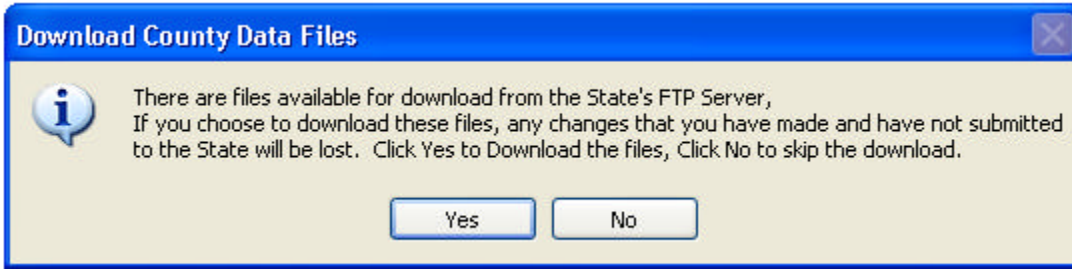 Download County Data Files
There are files available for download from the State's FTP Server,
If you choose to download these files, any changes that you have made and have not submitted
to the State will be lost.  Click Yes to Download the files, Click No to skip the download.
Yes
No